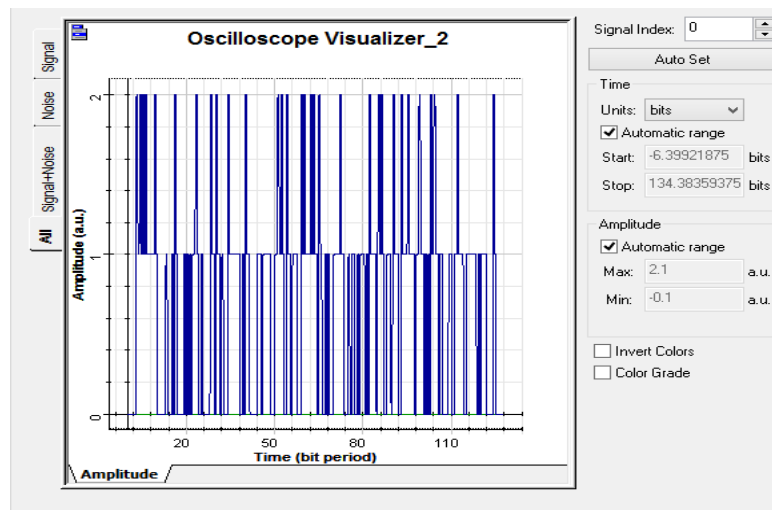 Oscilloscope Visualizer_2
Signal
Noise
Signal+Noise
All
Amplitude (a.u.)
2
1
0
20 50 80 110
Time (bit period)
Amplitude
Signal Index: 0
Auto Set
Time
Units: bits
Automatic range
Start: -6.39921875 bits
Stop: 134.38359375 bits
Amplitude
Automatic range
Max: 2.1 a.u.
Min: -0.1 a.u.
Invert Colors
Color Grade